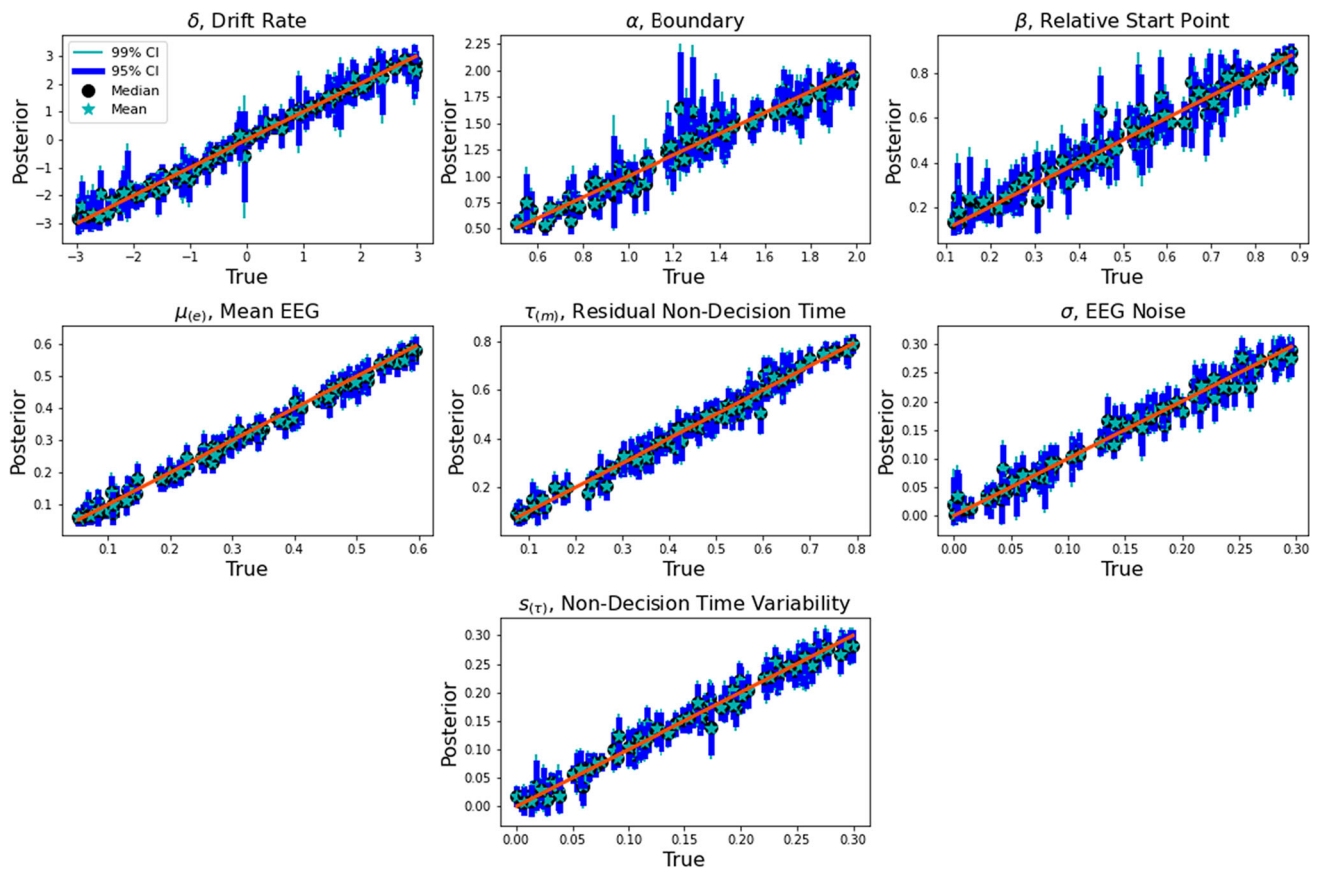 δ, Drift Rate
α, Boundary
β, Relative Start Point
99% CI
95% CI
Median
Mean
Posterior
3
2
1
0
−1
−2
−3
−3 −2 −1 0 1 2 3
True
Posterior
2.25
2.00
1.75
1.50
1.25
1.00
0.75
0.50
0.6 0.8 1.0 1.2 1.4 1.6 1.8 2.0
True
Posterior
0.8
0.6
0.4
0.2
0.1 0.2 0.3 0.4 0.5 0.6 0.7 0.8 0.9
True
μ(e), Mean EEG
τ(m), Residual Non-Decision Time
σ, EEG Noise
Posterior
0.6
0.5
0.4
0.3
0.2
0.1
0.1 0.2 0.3 0.4 0.5 0.6
True
Posterior
0.8
0.6
0.4
0.2
0.1 0.2 0.3 0.4 0.5 0.6 0.7 0.8
True
Posterior
0.30
0.25
0.20
0.15
0.10
0.05
0.00
0.00 0.05 0.10 0.15 0.20 0.25 0.30
True
s(τ), Non-Decision Time Variability
Posterior
0.30
0.25
0.20
0.15
0.10
0.05
0.00
0.00 0.05 0.10 0.15 0.20 0.25 0.30
True